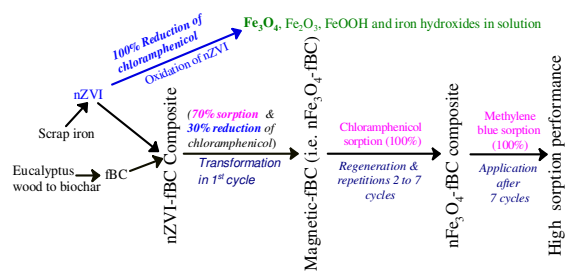 Fe₃O₄, Fe₂O₃, FeOOH and iron hydroxides in solution
100% Reduction of
chloramphenicol
Oxidation of nZVI
nZVI
Scrap iron
Eucalyptus
wood to biochar
fBC
nZVI-fBC Composite
(70% sorption &
30% reduction of
chloramphenicol)
Transformation
in 1st cycle
Magnetic-fBC (i.e. nFe₃O₄-fBC)
Chloramphenicol
sorption (100%)
Regeneration &
repetitions 2 to 7
cycles
nFe₃O₄-fBC composite
Methylene
blue sorption
(100%)
Application
after
7 cycles
High sorption performance